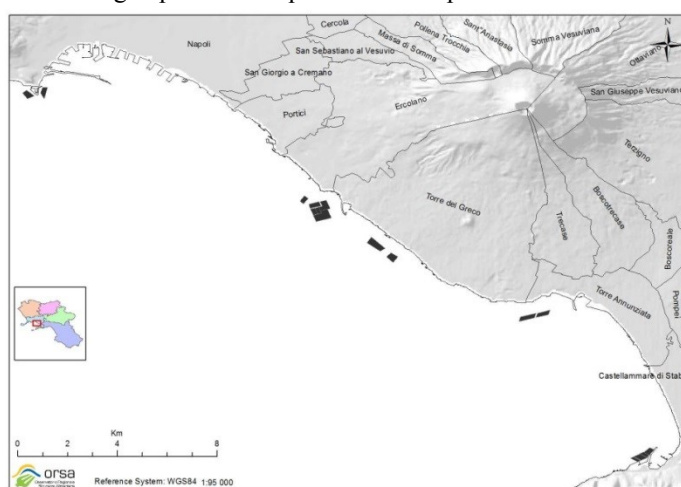 Napoli
Cercola
Pollena Trocchia
Sant'Anastasia
Somma Vesuviana
Ottaviano
N
Massa di Somma
San Sebastiano al Vesuvio
San Giorgio a Cremano
San Giuseppe Vesuviano
Ercolano
Portici
Terzigno
Torre del Greco
Trecase
Boscotrecase
Boscoreale
Pompei
Torre Annunziata
Castellammare di Stab
Km
0 2 4 8
orsa
Reference System: WGS84 1:95 000